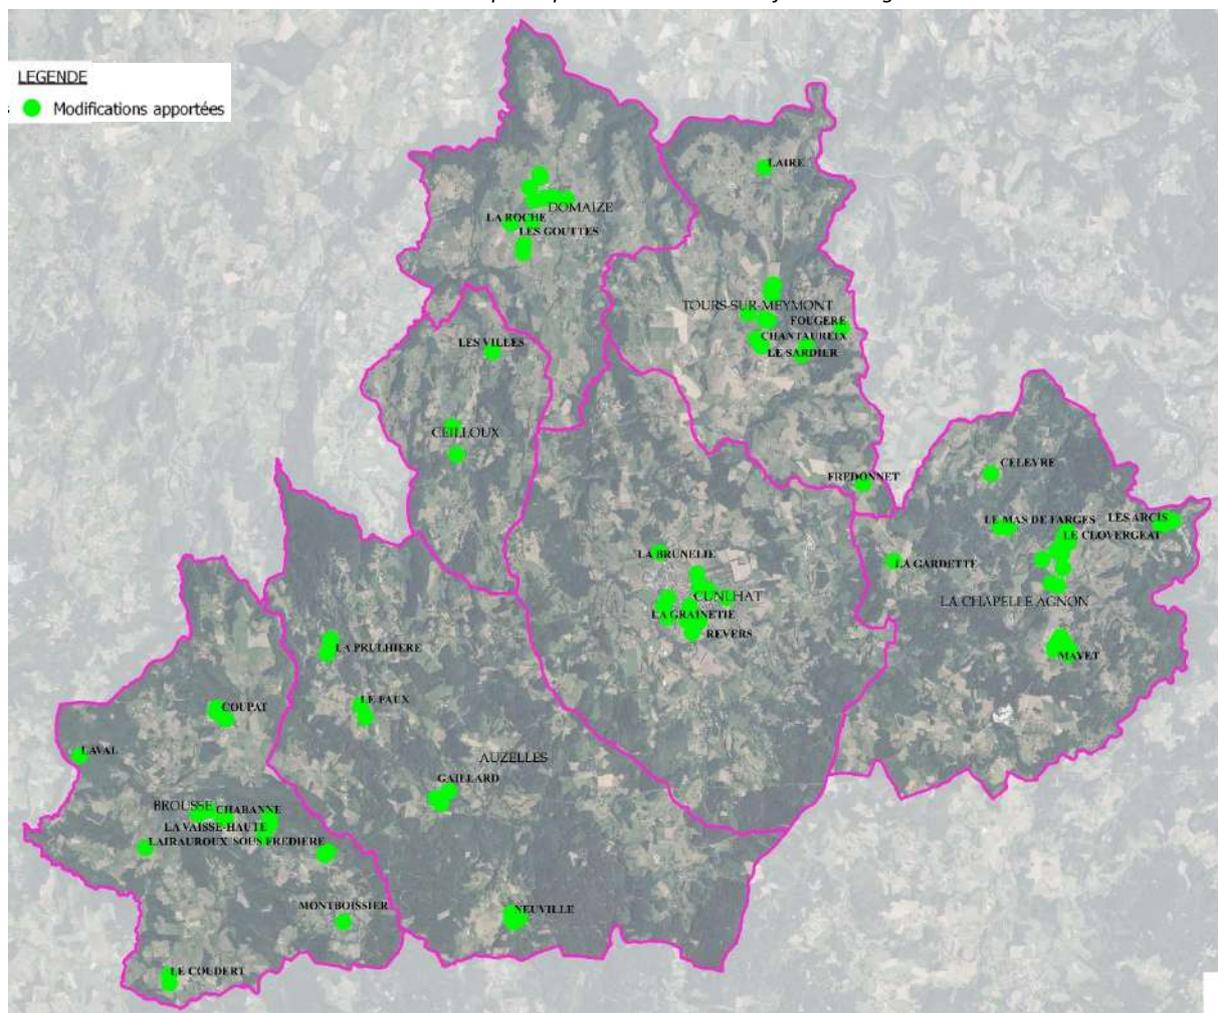 LEGENDE
Modifications apportées
LAIRE
DOMAIZE
LA ROCHE
LES GOUTTES
TOURS-SUR-MEYMONT
FOUGERE
CHANTAUREIX
LE SARDIER
LES VILLES
CEILLOUX
FREDONNET
CELEVRE
LE MAS DE FARGES
LES ARCIS
LE CLOVERGEAT
LA BRUNELIE
LA GARDETTE
CUNLHAT
LA CHAPELLE AGNON
LA GRAINETIE
REVERS
LA PRULHIERE
MAYET
LE FAUX
COUPAT
LAVAL
AUZELLES
GAILLARD
BROUSSE
CHABANNE
LA VAISSE-HAUTE
LAIRAUROUX
SOUS FREDIERE
MONTBOISSIER
NEUVILLE
LE COUDERT